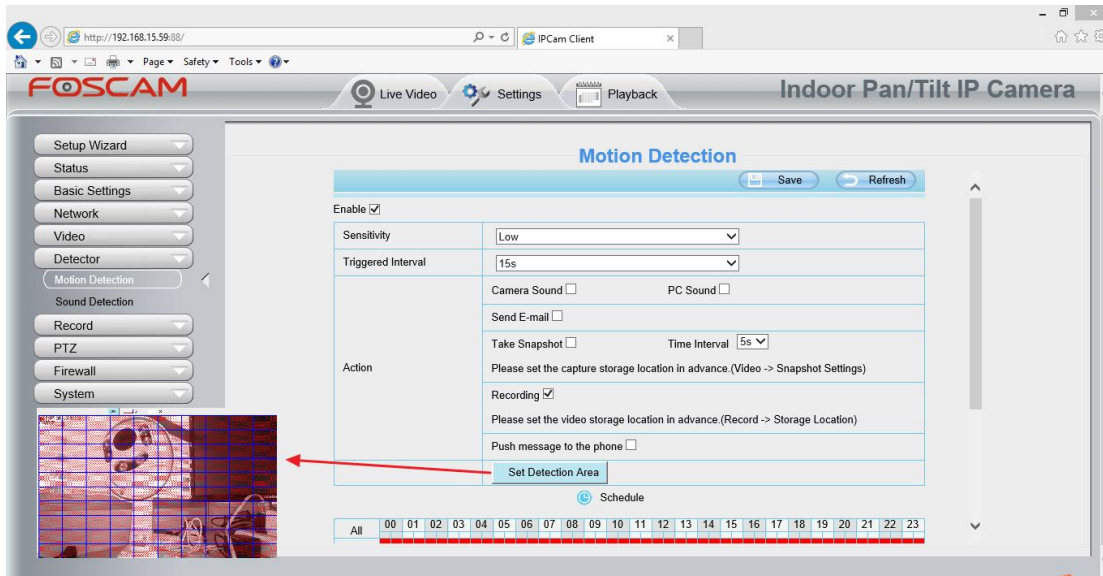 http://192.168.15.59:88/
IPCam Client
Page Safety Tools
FOSCAM
Live Video
Settings
Playback
Indoor Pan/Tilt IP Camera
Setup Wizard
Status
Basic Settings
Network
Video
Detector
Motion Detection
Sound Detection
Record
PTZ
Firewall
System
Motion Detection
Save Refresh
Enable
Sensitivity Low
Triggered Interval 15s
Action
Camera Sound PC Sound
Send E-mail
Take Snapshot Time Interval 5s
Please set the capture storage location in advance.(Video -> Snapshot Settings)
Recording
Please set the video storage location in advance.(Record -> Storage Location)
Push message to the phone
Set Detection Area
Schedule
All 00 01 02 03 04 05 06 07 08 09 10 11 12 13 14 15 16 17 18 19 20 21 22 23